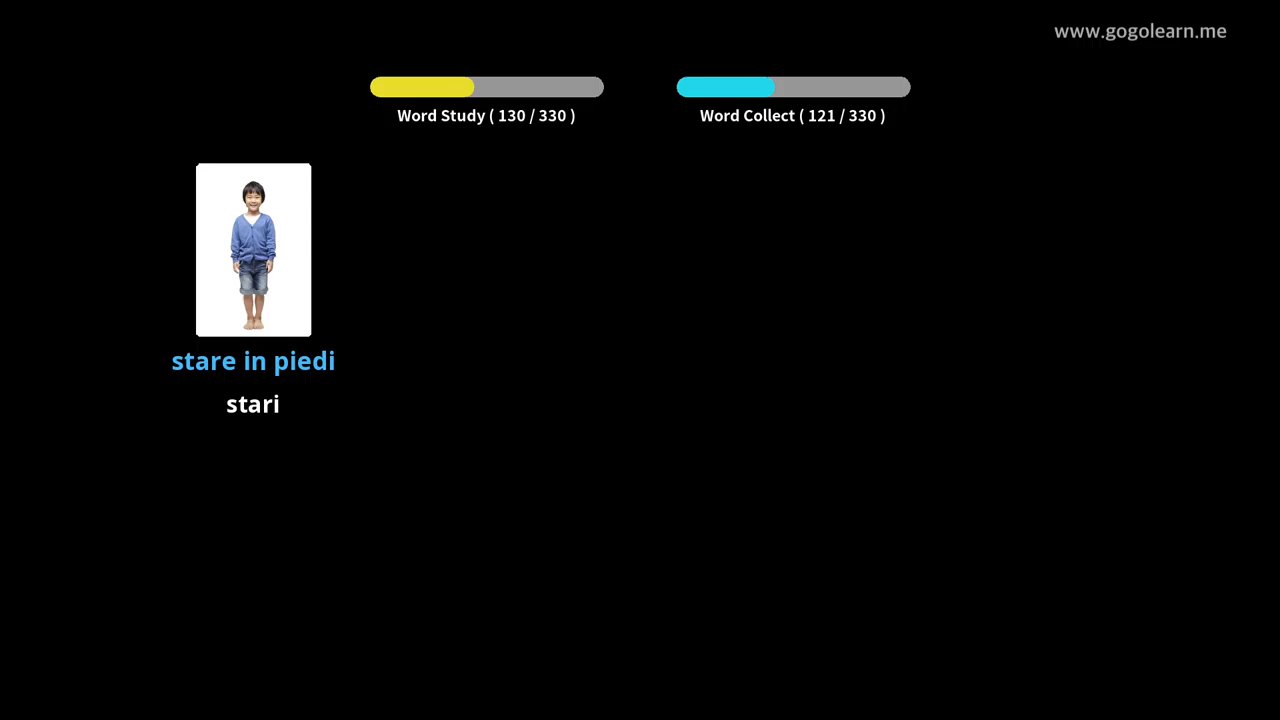 www.gogolearn.me
Word Study ( 130 / 330 )
Word Collect ( 121 / 330 )
stare in piedi
stari